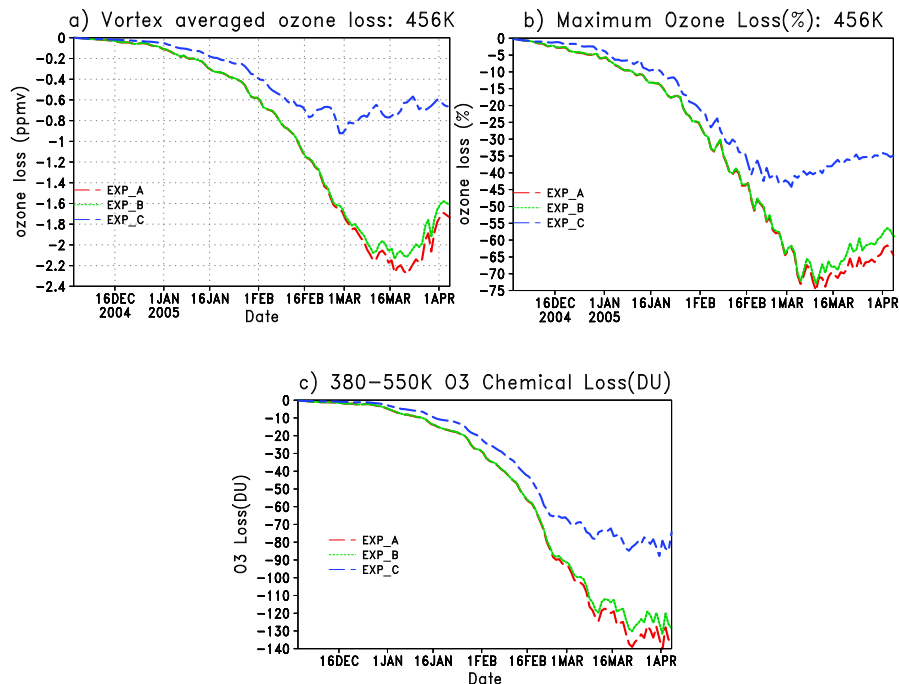 a) Vortex averaged ozone loss: 456K
0
−0.2
−0.4
−0.6
−0.8
−1
−1.2
−1.4
−1.6
−1.8
−2
−2.2
−2.4
ozone loss (ppmv)
EXP_A
EXP_B
EXP_C
16DEC 1JAN 16JAN 1FEB 16FEB 1MAR 16MAR 1APR
2004 2005
Date
b) Maximum Ozone Loss(%): 456K
0
−5
−10
−15
−20
−25
−30
−35
−40
−45
−50
−55
−60
−65
−70
−75
ozone loss (%)
EXP_A
EXP_B
EXP_C
16DEC 1JAN 16JAN 1FEB 16FEB 1MAR 16MAR 1APR
2004 2005
c) 380−550K O3 Chemical Loss(DU)
0
−10
−20
−30
−40
−50
−60
−70
−80
−90
−100
−110
−120
−130
−140
O3 Loss(DU)
EXP_A
EXP_B
EXP_C
16DEC 1JAN 16JAN 1FEB 16FEB 1MAR 16MAR 1APR
Date